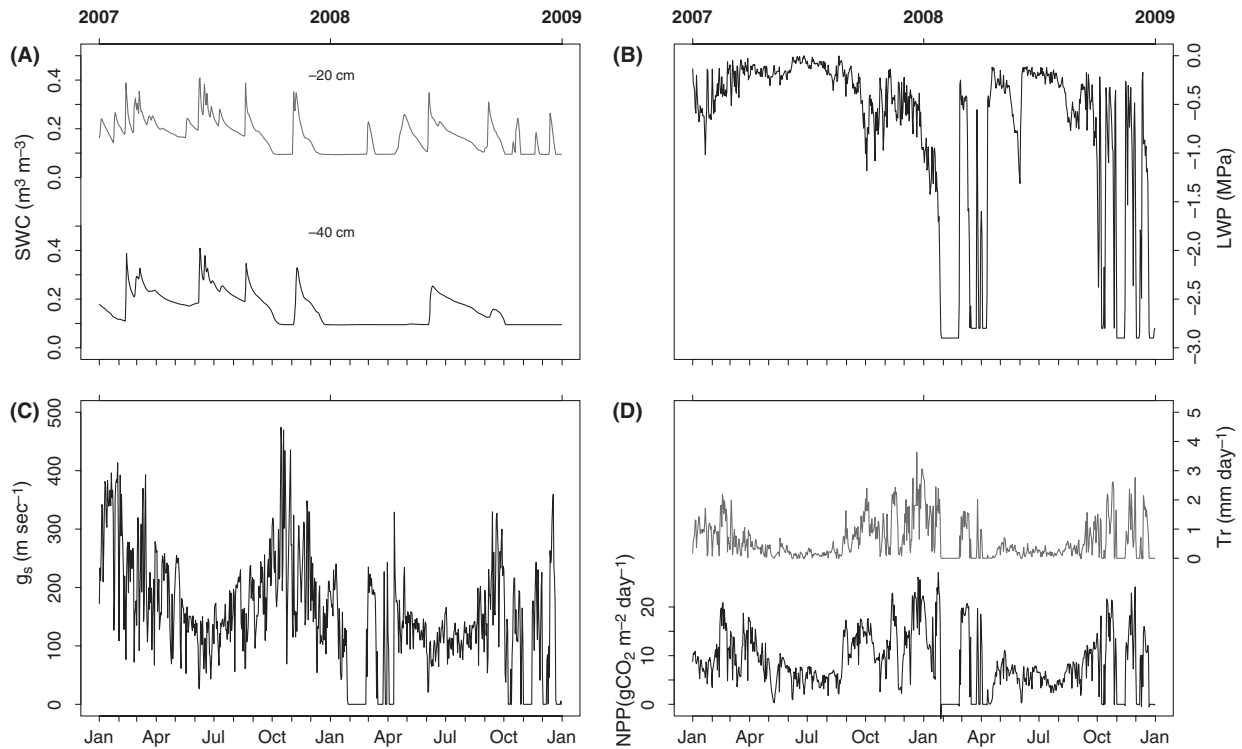 2007 2008 2009 2007 2008 2009
(A) (B)
−20 cm
−40 cm
0.4
0.2
0.0
0.4
0.2
0.0
SWC (m³ m⁻³)
0.0
−0.5
−1.0
−1.5
−2.0
−2.5
−3.0
LWP (MPa)
(C) (D)
500
400
300
200
100
0
gₛ (m sec⁻¹)
5
4
3
2
1
0
Tr (mm day⁻¹)
20
10
0
NPP(gCO₂ m⁻² day⁻¹)
Jan Apr Jul Oct Jan Apr Jul Oct Jan Jan Apr Jul Oct Jan Apr Jul Oct Jan